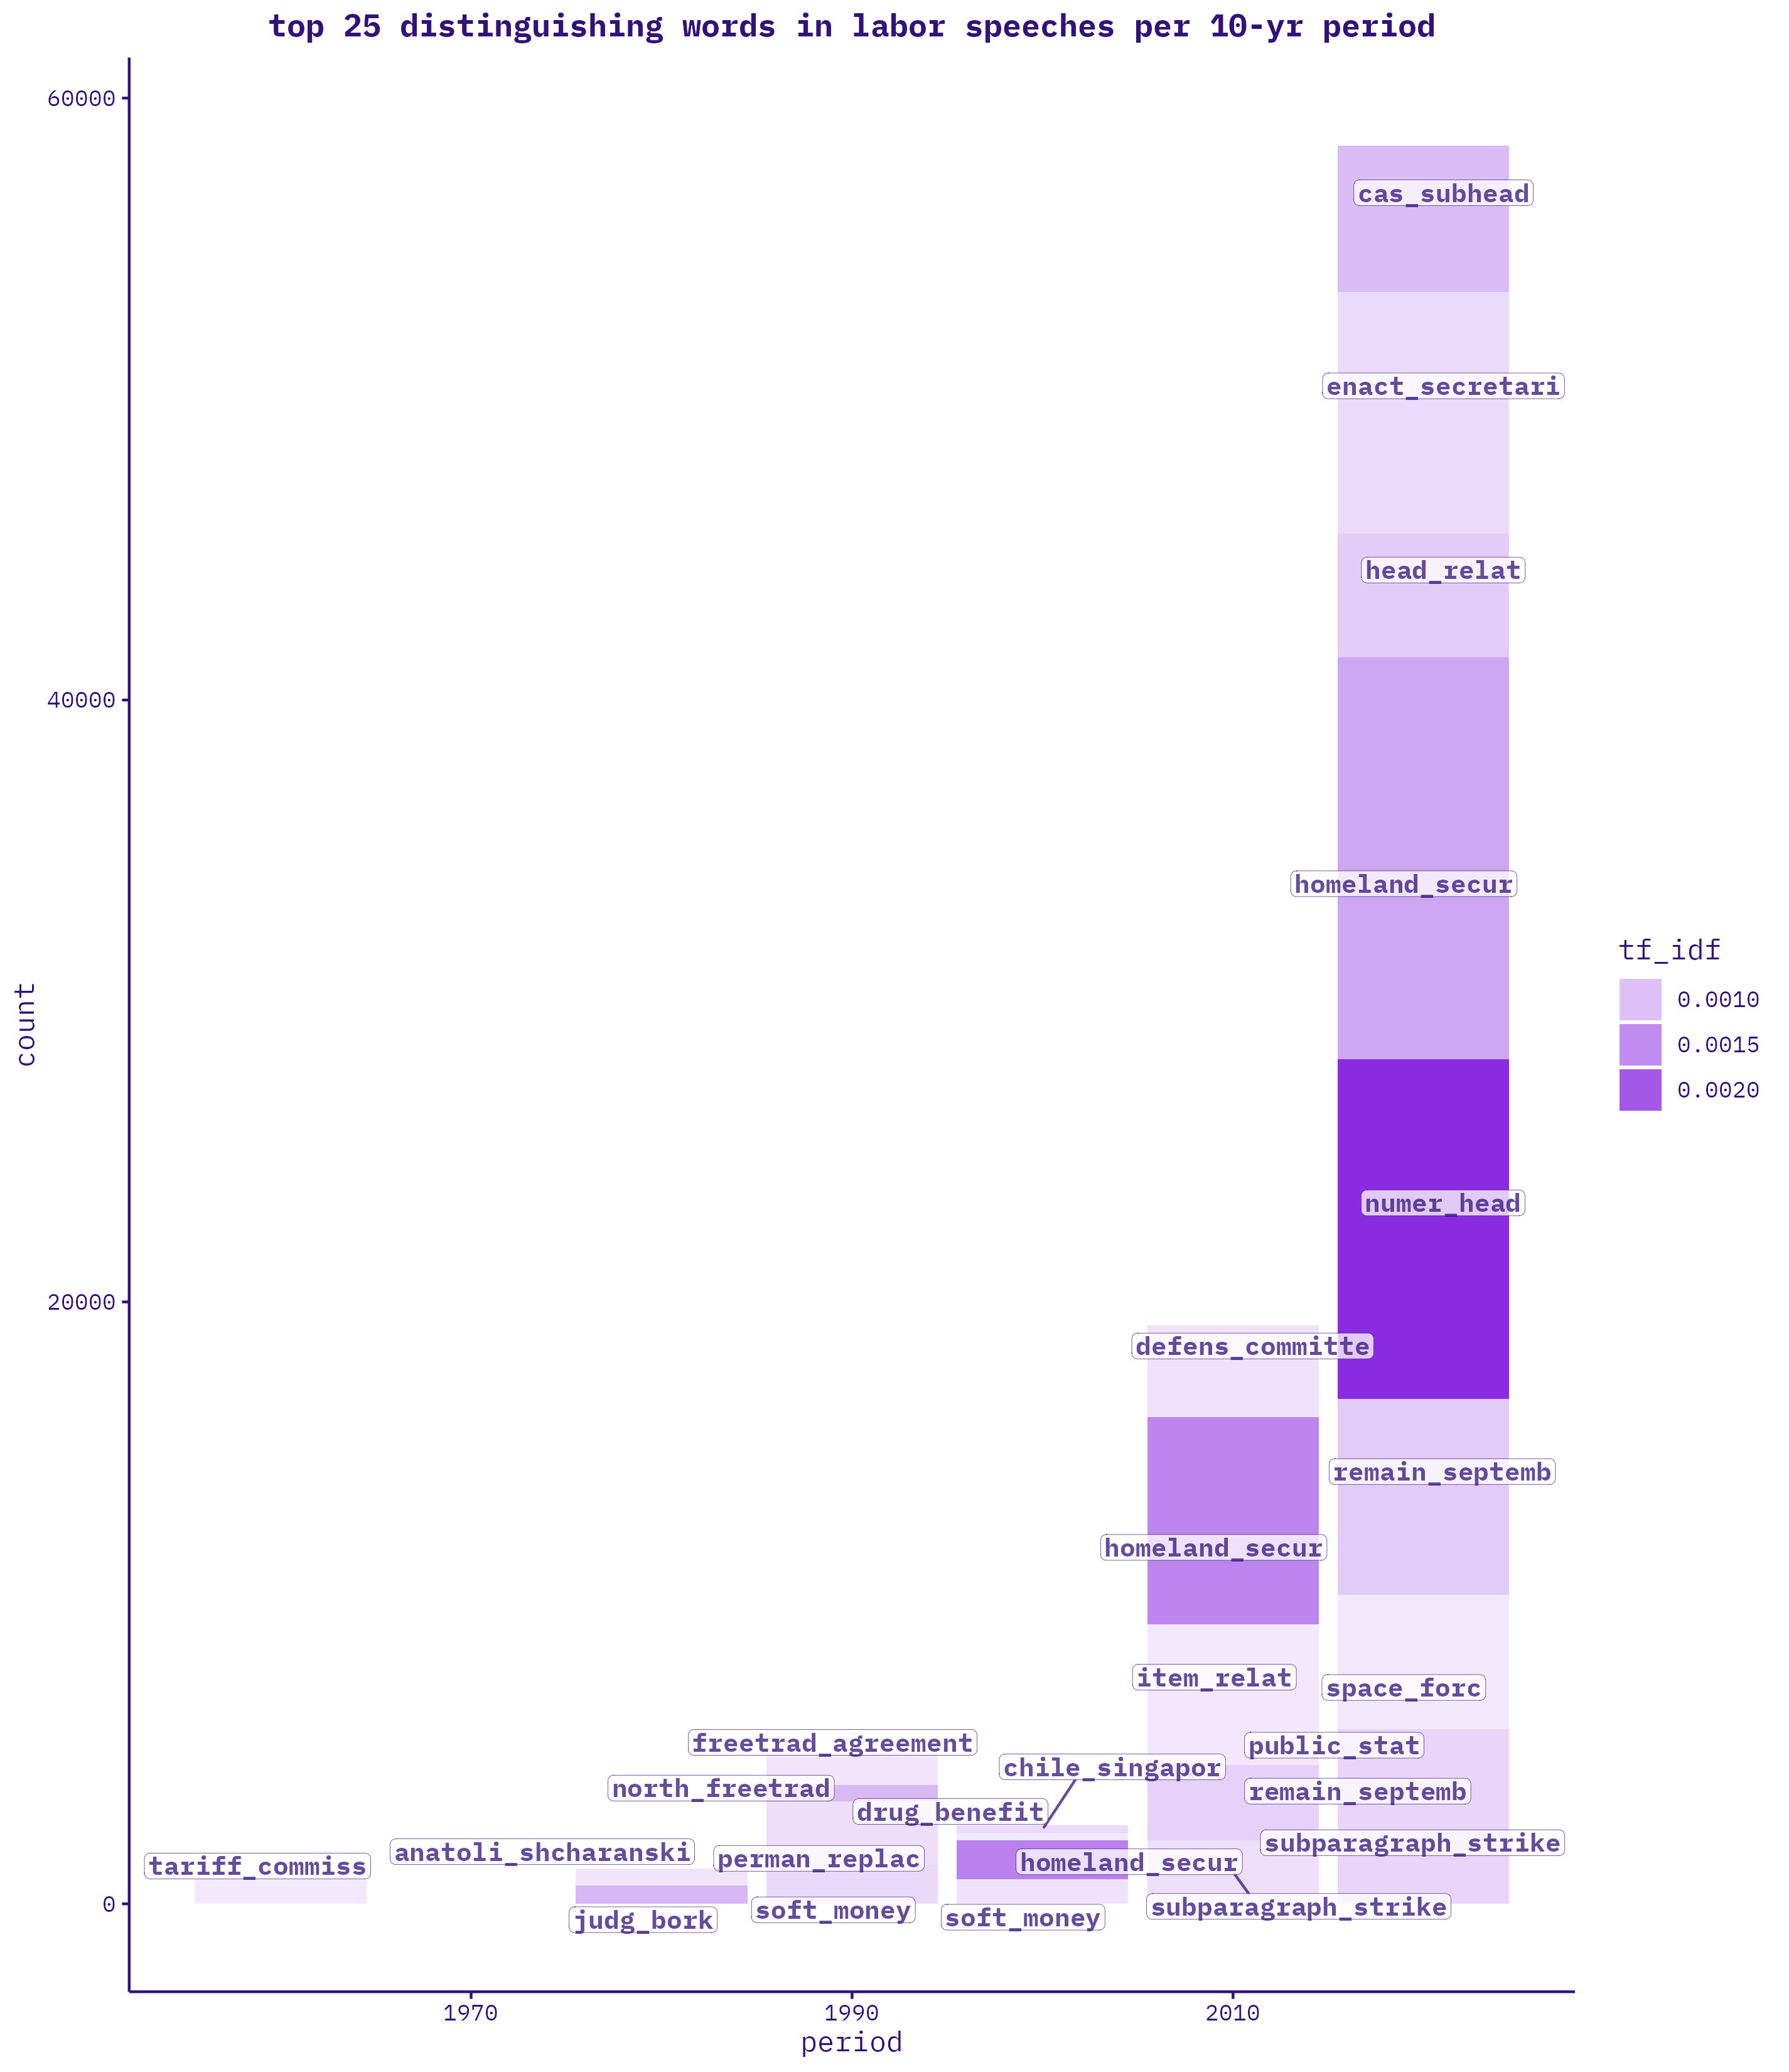 top 25 distinguishing words in labor speeches per 10-yr period
60000
cas_subhead
enact_secretari
head_relat
40000
homeland_secur
tf_idf
0.0010
0.0015
0.0020
count
numer_head
20000
defens_committe
remain_septemb
homeland_secur
item_relat
space_forc
freetrad_agreement
public_stat
chile_singapor
north_freetrad
remain_septemb
drug_benefit
subparagraph_strike
anatoli_shcharanski
perman_replac
homeland_secur
tariff_commiss
0
subparagraph_strike
soft_money
soft_money
judg_bork
1970
1990
2010
period